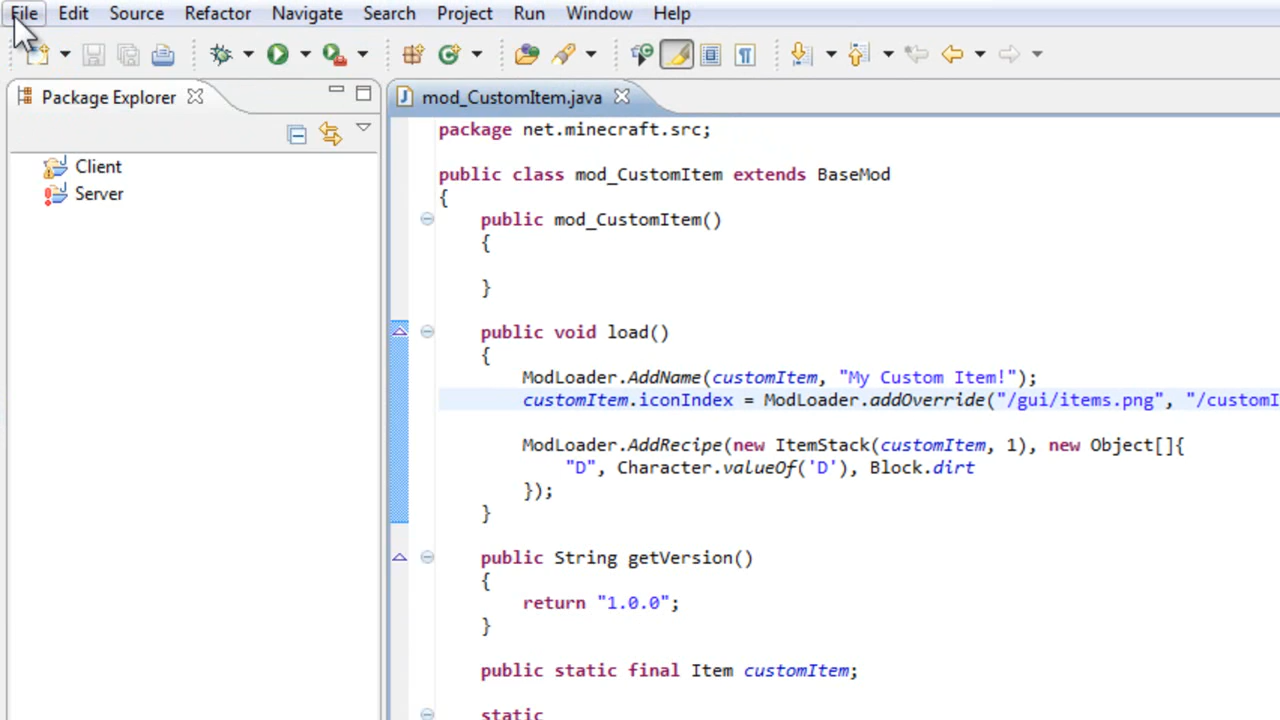 File Edit Source Refactor Navigate Search Project Run Window Help
Package Explorer
mod_CustomItem.java
Client
Server
package net.minecraft.src;
public class mod_CustomItem extends BaseMod
{
public mod_CustomItem()
{
}
public void load()
{
ModLoader.AddName(customItem, "My Custom Item!");
customItem.iconIndex = ModLoader.addOverride("/gui/items.png", "/customI
ModLoader.AddRecipe(new ItemStack(customItem, 1), new Object[]{
"D", Character.valueOf('D'), Block.dirt
});
}
public String getVersion()
{
return "1.0.0";
}
public static final Item customItem;
static